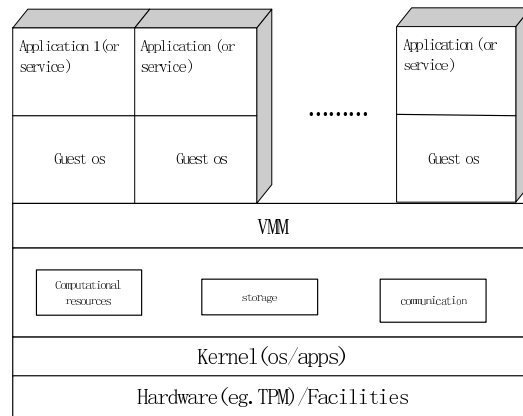 Application 1(or service)
Application (or service)
Application (or service)
Guest os
Guest os
Guest os
VMM
Computational resources
storage
communication
Kernel(os/apps)
Hardware(eg.TPM)/Facilities